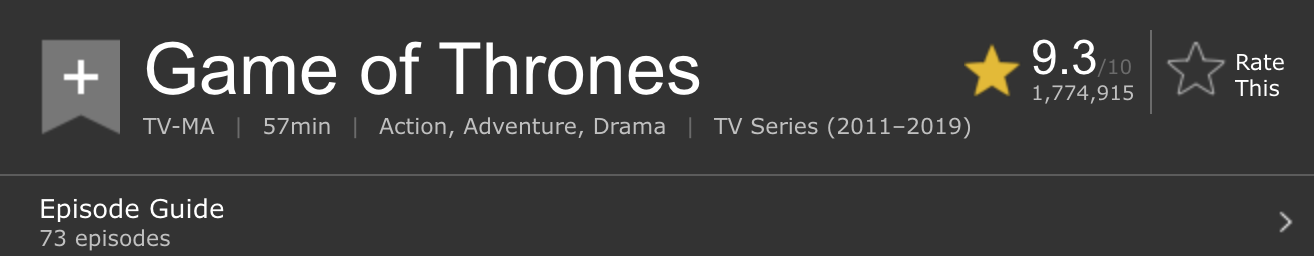 Game of Thrones
TV-MA | 57min | Action, Adventure, Drama | TV Series (2011–2019)
9.3/10
1,774,915
Rate
This
Episode Guide
73 episodes